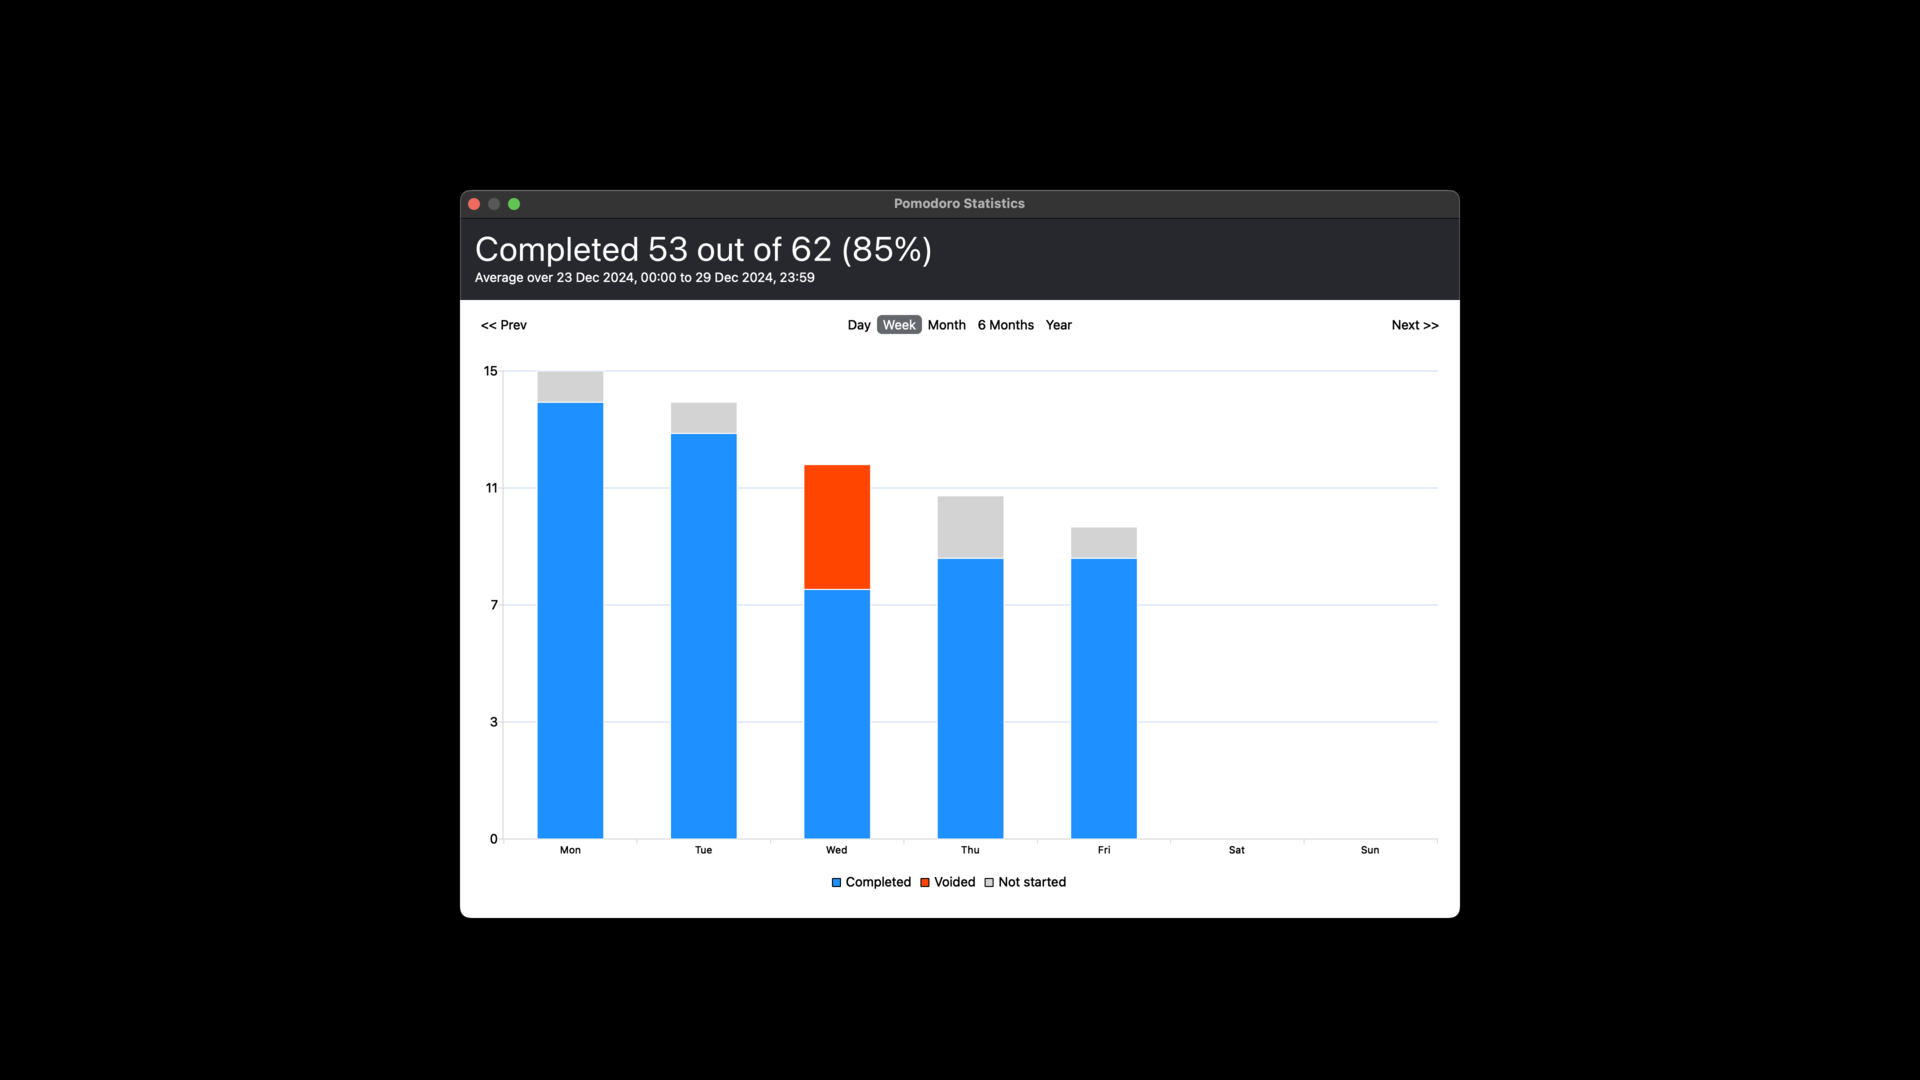 Pomodoro Statistics
Completed 53 out of 62 (85%)
Average over 23 Dec 2024, 00:00 to 29 Dec 2024, 23:59
<< Prev Day Week Month 6 Months Year Next >>
15
11
7
3
0
Mon Tue Wed Thu Fri Sat Sun
Completed Voided Not started